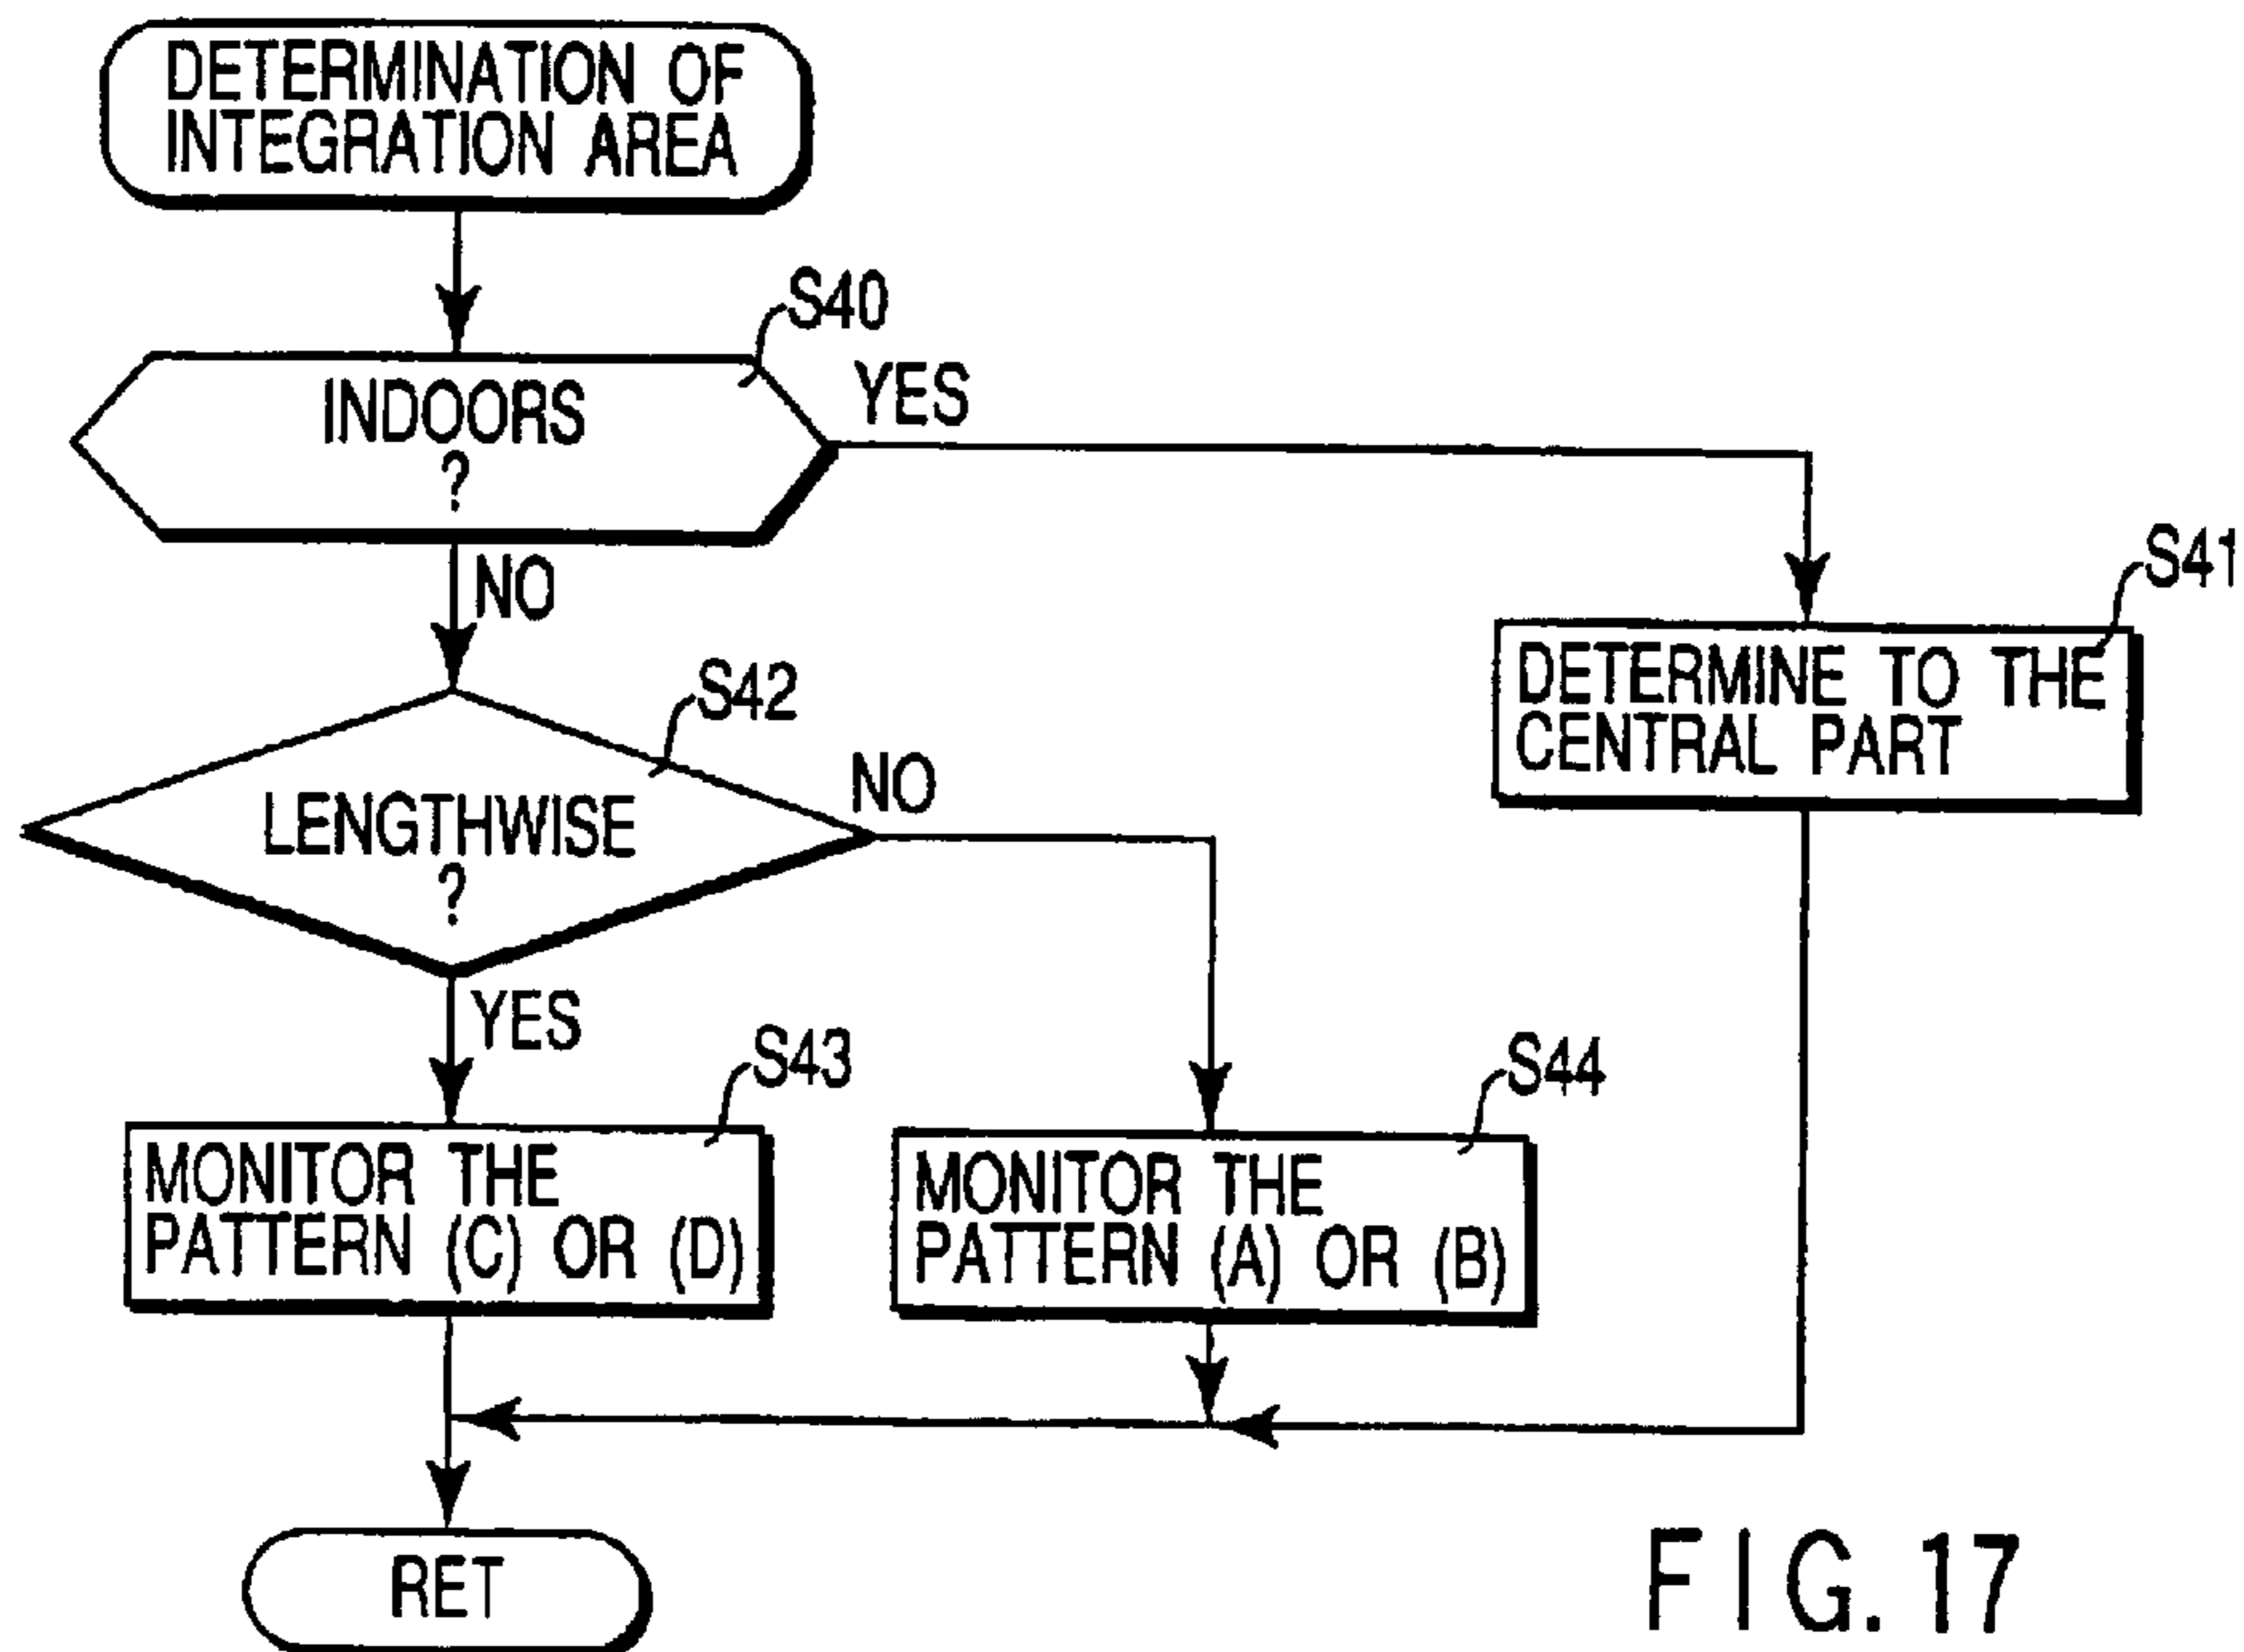 DETERMINATION OF
INTEGRATION AREA
S40
INDOORS
?
YES
NO
S41
DETERMINE TO THE
CENTRAL PART
S42
LENGTHWISE
?
NO
YES
S43
MONITOR THE
PATTERN (C) OR (D)
S44
MONITOR THE
PATTERN (A) OR (B)
RET
FIG.17